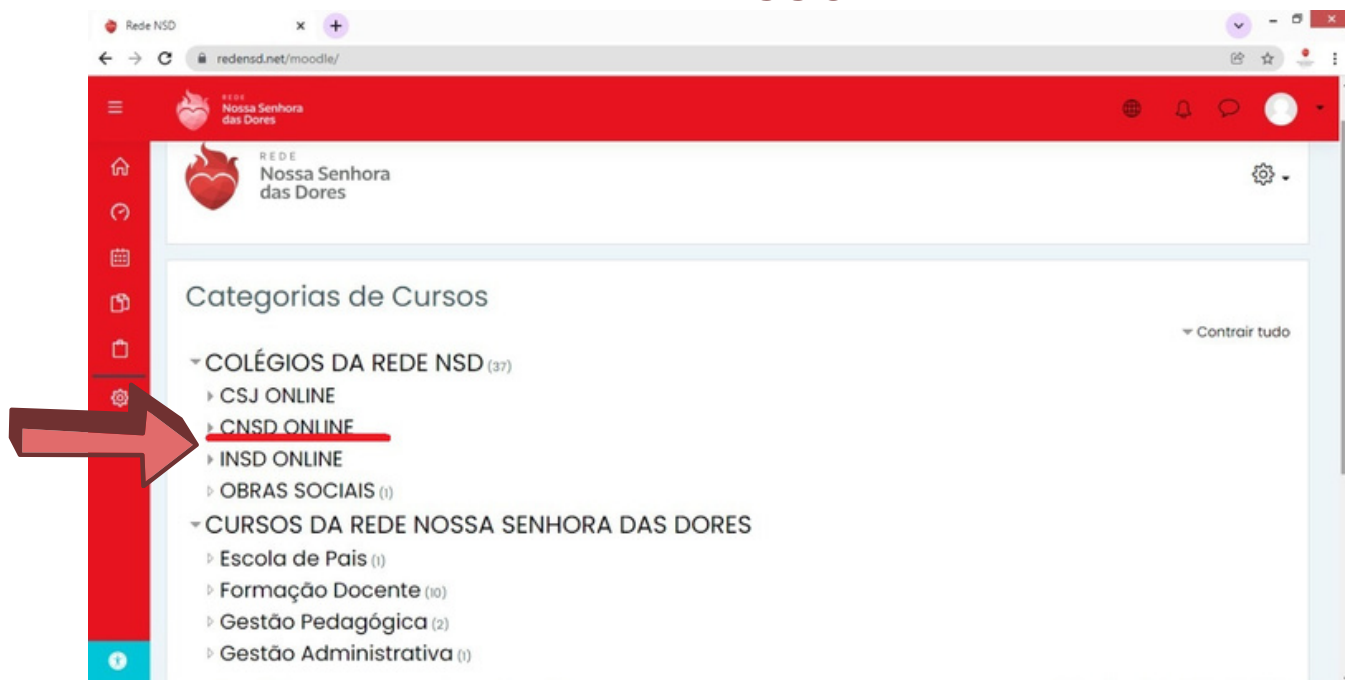 Rede NSD
redensd.net/moodle/
REDE
Nossa Senhora
das Dores
REDE
Nossa Senhora
das Dores
Categorias de Cursos
Contrair tudo
COLÉGIOS DA REDE NSD (37)
CSJ ONLINE
CNSD ONLINE
INSD ONLINE
OBRAS SOCIAIS (1)
CURSOS DA REDE NOSSA SENHORA DAS DORES
Escola de Pais (1)
Formação Docente (10)
Gestão Pedagógica (2)
Gestão Administrativa (1)